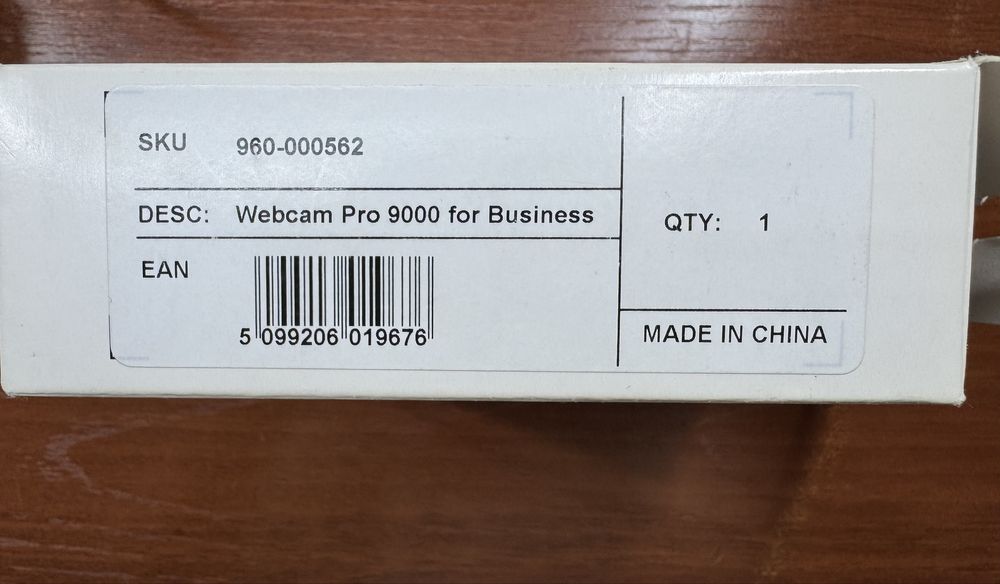 SKU 960-000562
DESC: Webcam Pro 9000 for Business
QTY: 1
EAN
5 099206 019676
MADE IN CHINA